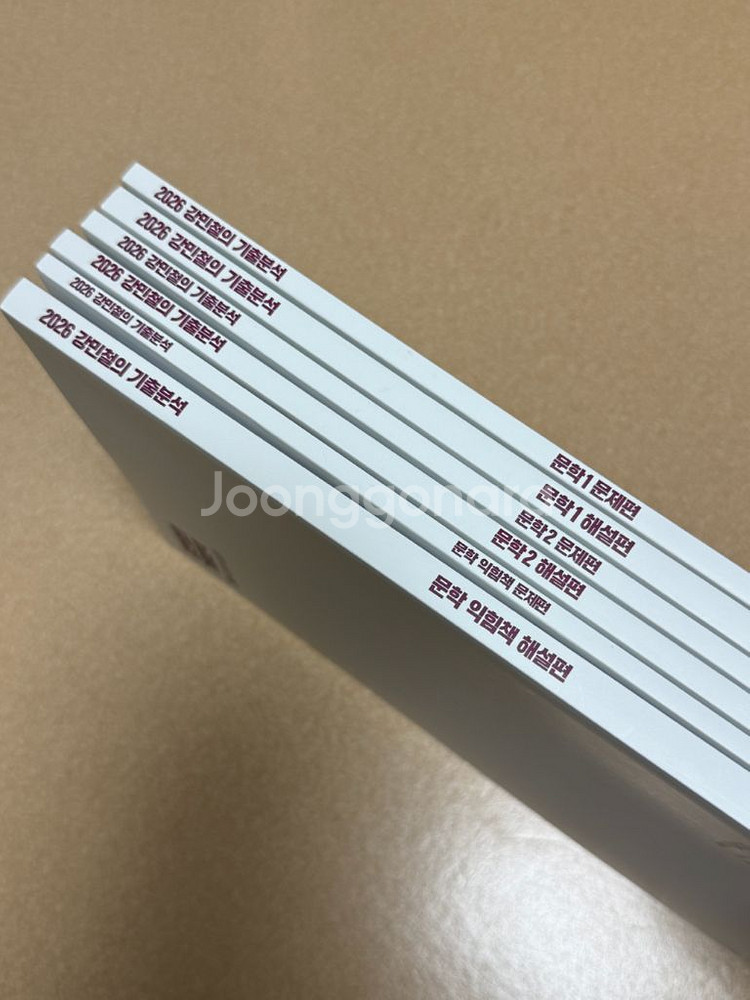 2026 강민철의 기출분석 문학1 문제편
2026 강민철의 기출분석 문학1 해설편
2026 강민철의 기출분석 문학2 문제편
2026 강민철의 기출분석 문학2 해설편
2026 강민철의 기출분석 문학 익힘책 문제편
2026 강민철의 기출분석 문학 익힘책 해설편
Joonggonara